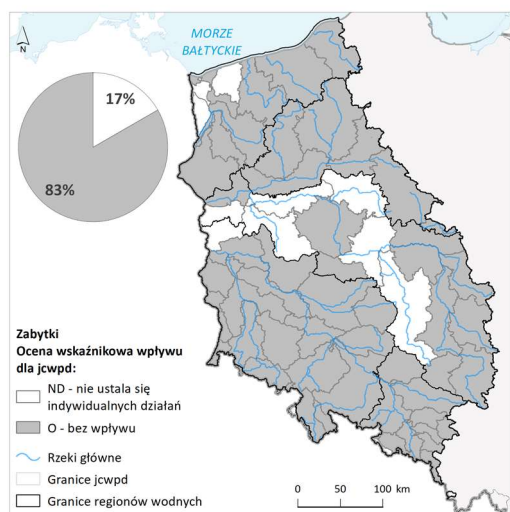 MORZE
BAŁTYCKIE
N
17%
83%
Zabytki
Ocena wskaźnikowa wpływu
dla jcwpd:
ND - nie ustala się
indywidualnych działań
O - bez wpływu
Rzeki główne
Granice jcwpd
Granice regionów wodnych
0 50 100 km